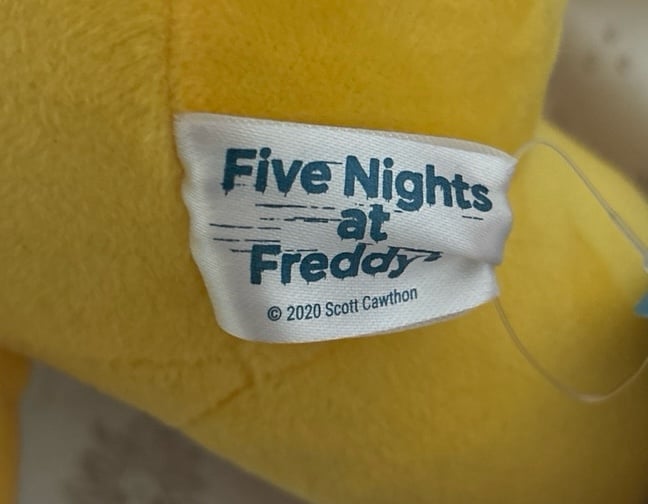 Five Nights
at
Freddy's
© 2020 Scott Cawthon